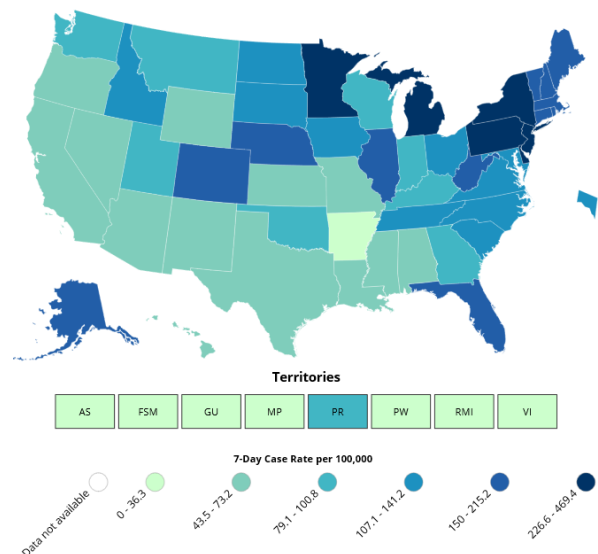 Territories
AS
FSM
GU
MP
PR
PW
RMI
VI
7-Day Case Rate per 100,000
Data not available
0 - 36.3
43.5 - 73.2
79.1 - 100.8
107.1 - 141.2
150 - 215.2
226.6 - 469.4